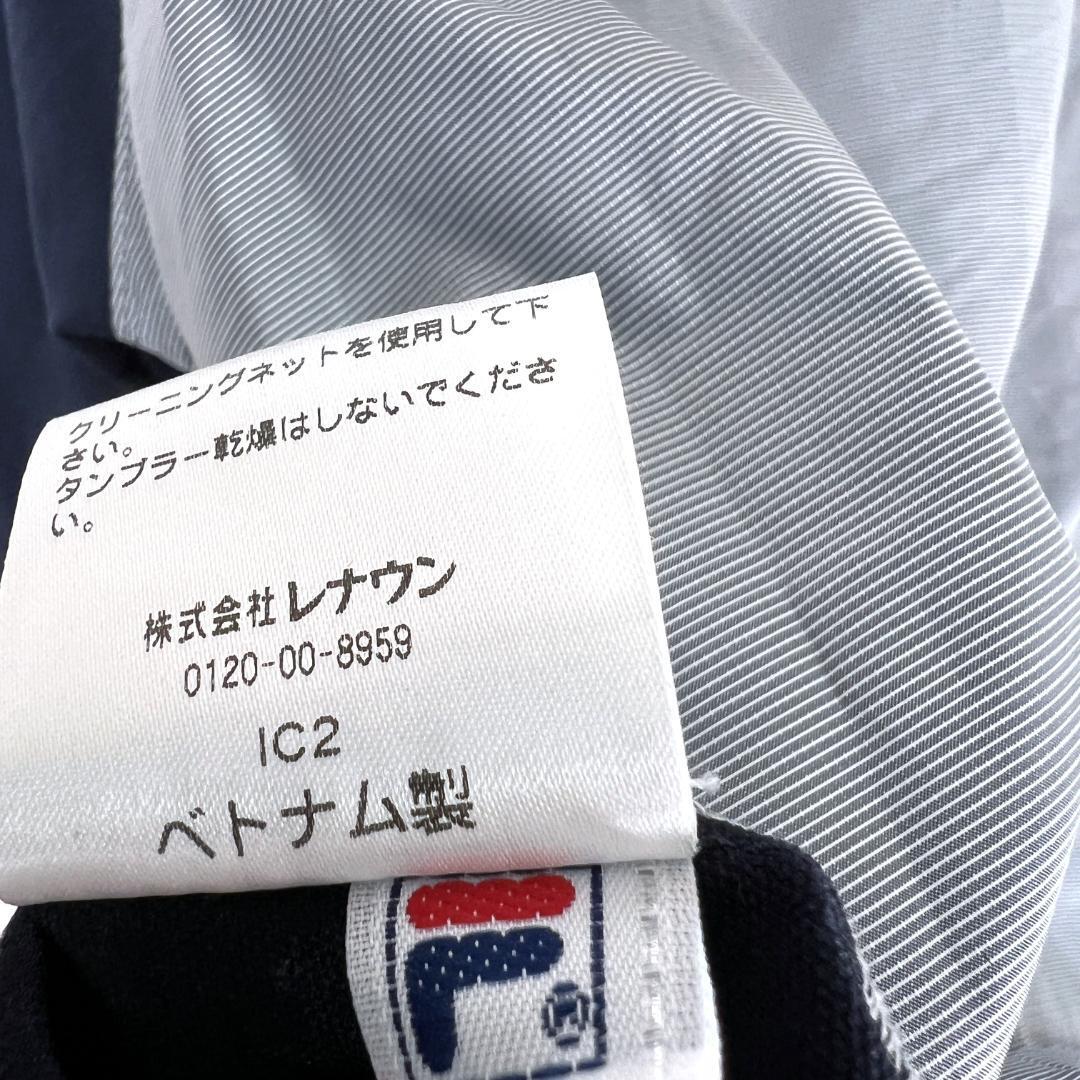 クリーニングネットを使用して下
さい。
タンブラー乾燥はしないでくださ
い。
株式会社レナウン
0120-00-8959
IC2
ベトナム製